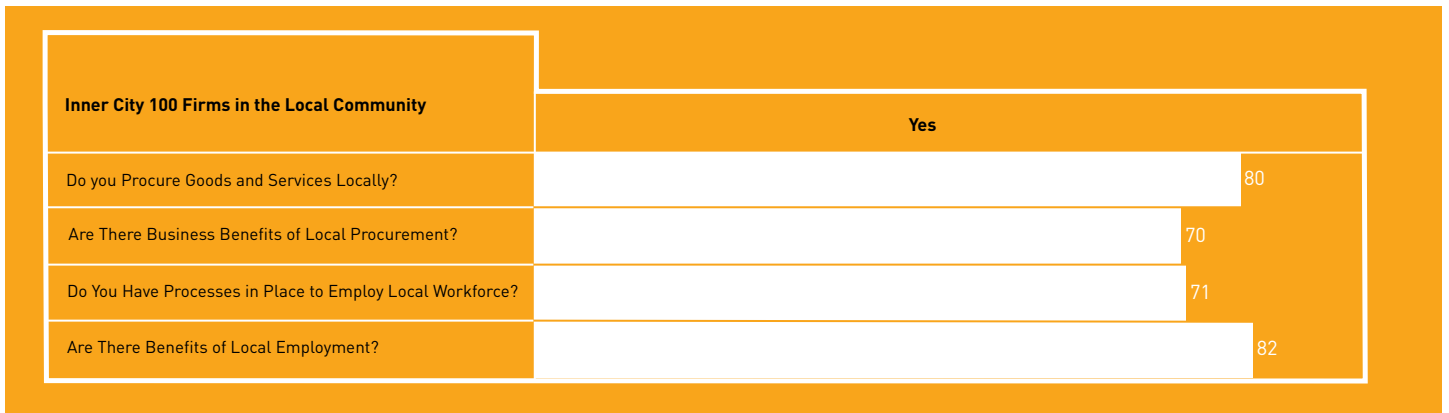 Inner City 100 Firms in the Local Community
Yes
Do you Procure Goods and Services Locally?
80
Are There Business Benefits of Local Procurement?
70
Do You Have Processes in Place to Employ Local Workforce?
71
Are There Benefits of Local Employment?
82